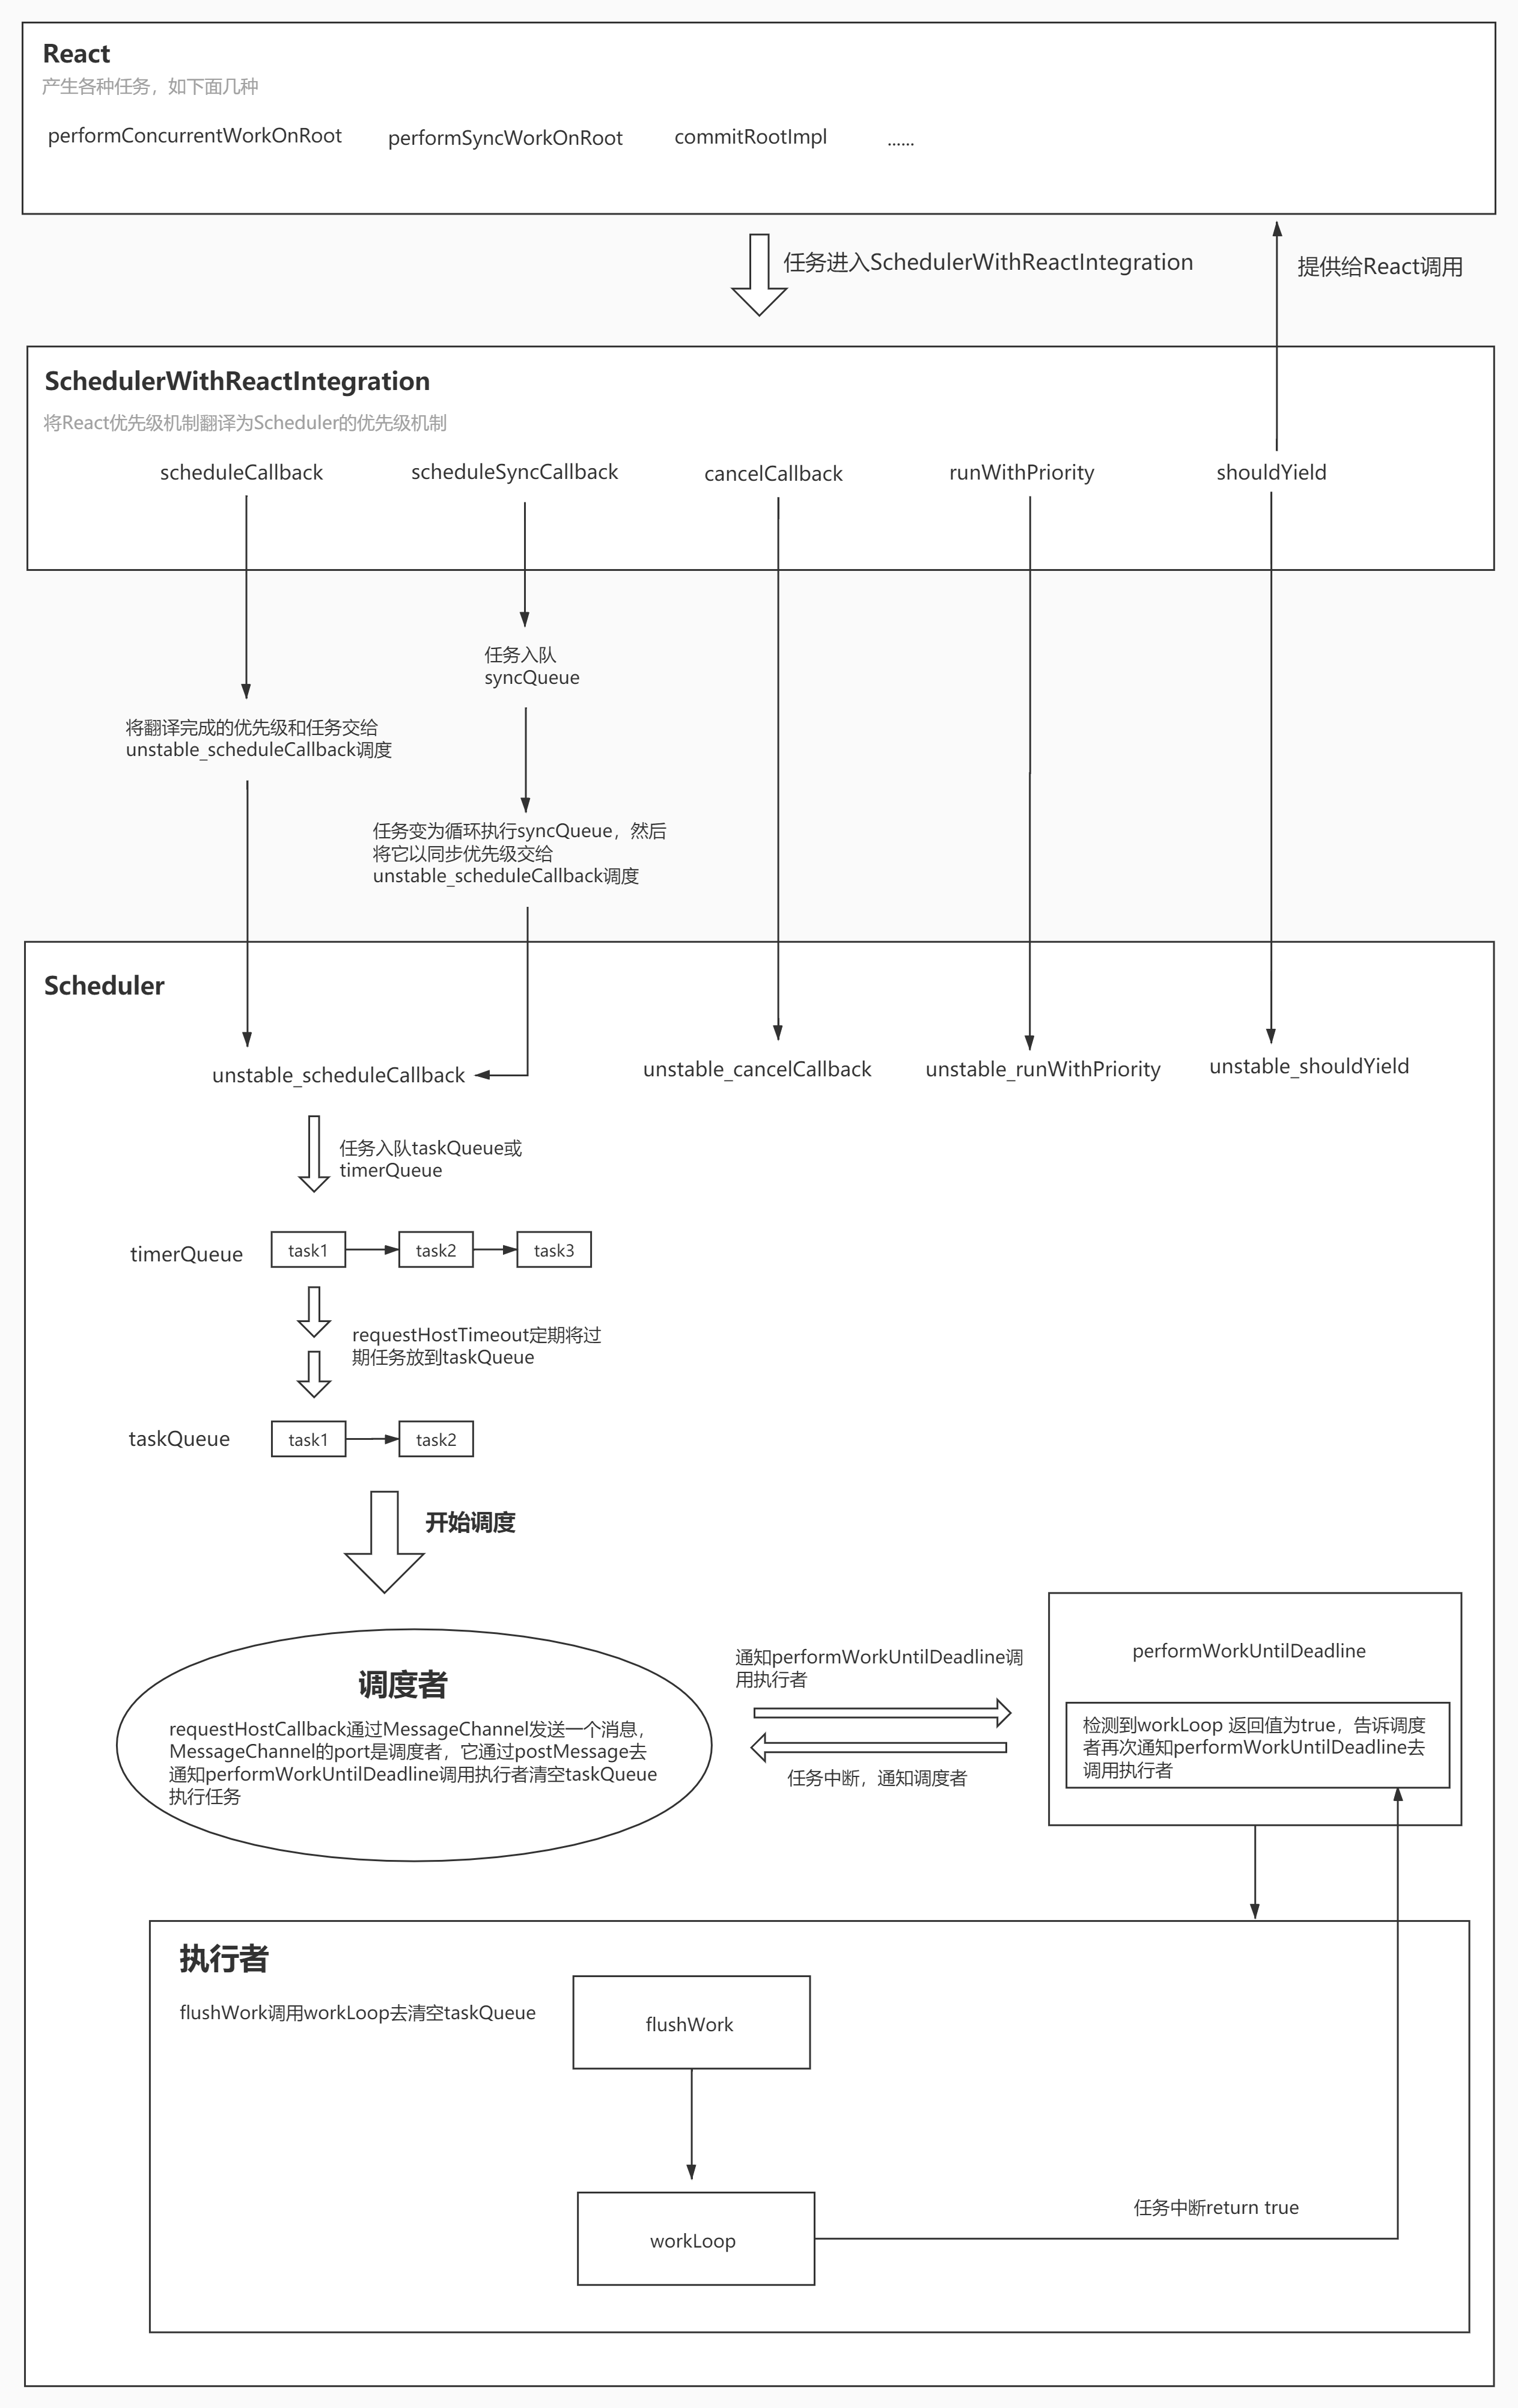 React
产生各种任务，如下面几种
performConcurrentWorkOnRoot
performSyncWorkOnRoot
commitRootImpl
......
任务进入SchedulerWithReactIntegration
提供给React调用
SchedulerWithReactIntegration
将React优先级机制翻译为Scheduler的优先级机制
scheduleCallback
scheduleSyncCallback
cancelCallback
runWithPriority
shouldYield
任务入队
syncQueue
将翻译完成的优先级和任务交给
unstable_scheduleCallback调度
任务变为循环执行syncQueue，然后
将它以同步优先级交给
unstable_scheduleCallback调度
Scheduler
unstable_scheduleCallback
unstable_cancelCallback
unstable_runWithPriority
unstable_shouldYield
任务入队taskQueue或
timerQueue
timerQueue
task1
task2
task3
requestHostTimeout定期将过
期任务放到taskQueue
taskQueue
task1
task2
开始调度
调度者
requestHostCallback通过MessageChannel发送一个消息，
MessageChannel的port是调度者，它通过postMessage去
通知performWorkUntilDeadline调用执行者清空taskQueue
执行任务
通知performWorkUntilDeadline调
用执行者
任务中断，通知调度者
performWorkUntilDeadline
检测到workLoop 返回值为true，告诉调度
者再次通知performWorkUntilDeadline去
调用执行者
执行者
flushWork调用workLoop去清空taskQueue
flushWork
workLoop
任务中断return true